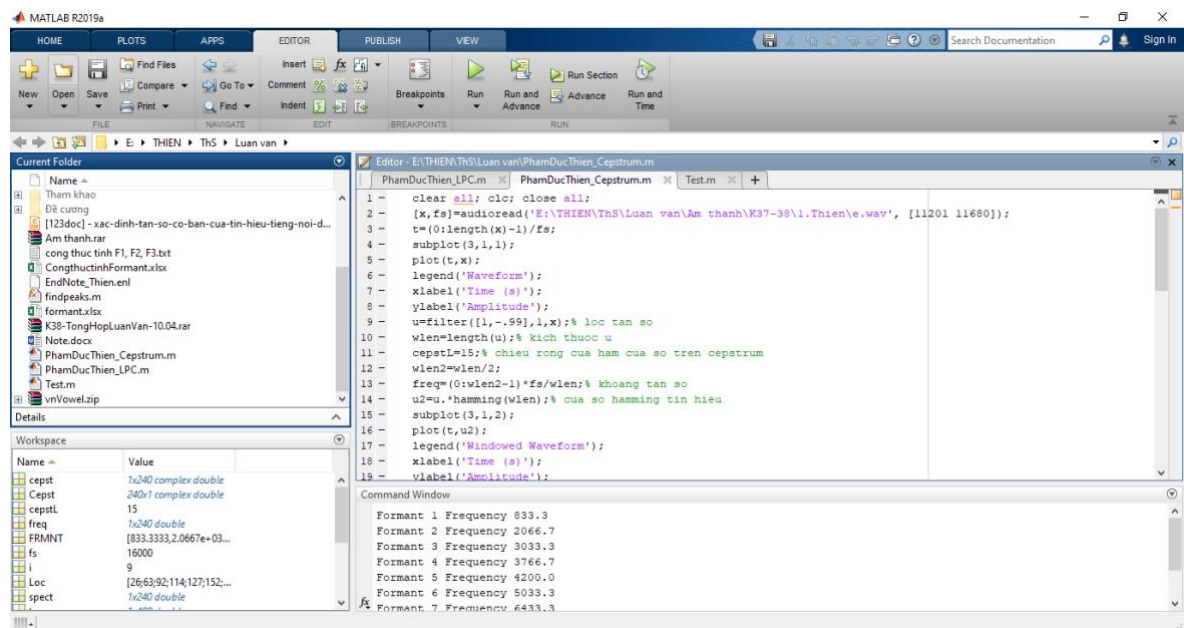 MATLAB R2019a
HOME PLOTS APPS EDITOR PUBLISH VIEW Search Documentation Sign In
New Open Save Find Files Compare Print Go To Find Insert fx Comment Indent Breakpoints Run Run and Advance Run Section Advance Run and Time
FILE NAVIGATE EDIT BREAKPOINTS RUN
E: THIEN ThS Luan van
Current Folder
Name
Tham khao
Đề cương
[123doc] - xac-dinh-tan-so-co-ban-cua-tin-hieu-tieng-noi-d...
Am thanh.rar
cong thuc tinh F1, F2, F3.txt
CongthuctinhFormant.xlsx
EndNote_Thien.enl
findpeaks.m
formant.xlsx
K38-TongHopLuanVan-10.04.rar
Note.docx
PhamDucThien_Cepstrum.m
PhamDucThien_LPC.m
Test.m
vnVowel.zip
Details
Workspace
Name Value
cepst 1x240 complex double
Cepst 240x1 complex double
cepstL 15
freq 1x240 double
FRMNT [833.3333,2.0667e+03...
fs 16000
i 9
Loc [26;63;92;114;127;152;...
spect 1x240 double
Editor - E:\THIEN\ThS\Luan van\PhamDucThien_Cepstrum.m
PhamDucThien_LPC.m PhamDucThien_Cepstrum.m Test.m +
1 - clear all; clc; close all;
2 - [x,fs]=audioread('E:\THIEN\ThS\Luan van\Am thanh\K37-38\1.Thien\e.wav', [11201 11680]);
3 - t=(0:length(x)-1)/fs;
4 - subplot(3,1,1);
5 - plot(t,x);
6 - legend('Waveform');
7 - xlabel('Time (s)');
8 - ylabel('Amplitude');
9 - u=filter([1,-.99],1,x);% loc tan so
10 - wlen=length(u);% kich thuoc u
11 - cepstL=15;% chieu rong cua ham cua so tren cepstrum
12 - wlen2=wlen/2;
13 - freq=(0:wlen2-1)*fs/wlen;% khoang tan so
14 - u2=u.*hamming(wlen);% cua so hamming tin hieu
15 - subplot(3,1,2);
16 - plot(t,u2);
17 - legend('Windowed Waveform');
18 - xlabel('Time (s)');
19 - ylabel('Amplitude');
Command Window
Formant 1 Frequency 833.3
Formant 2 Frequency 2066.7
Formant 3 Frequency 3033.3
Formant 4 Frequency 3766.7
Formant 5 Frequency 4200.0
Formant 6 Frequency 5033.3
fx Formant 7 Frequency 6433.3